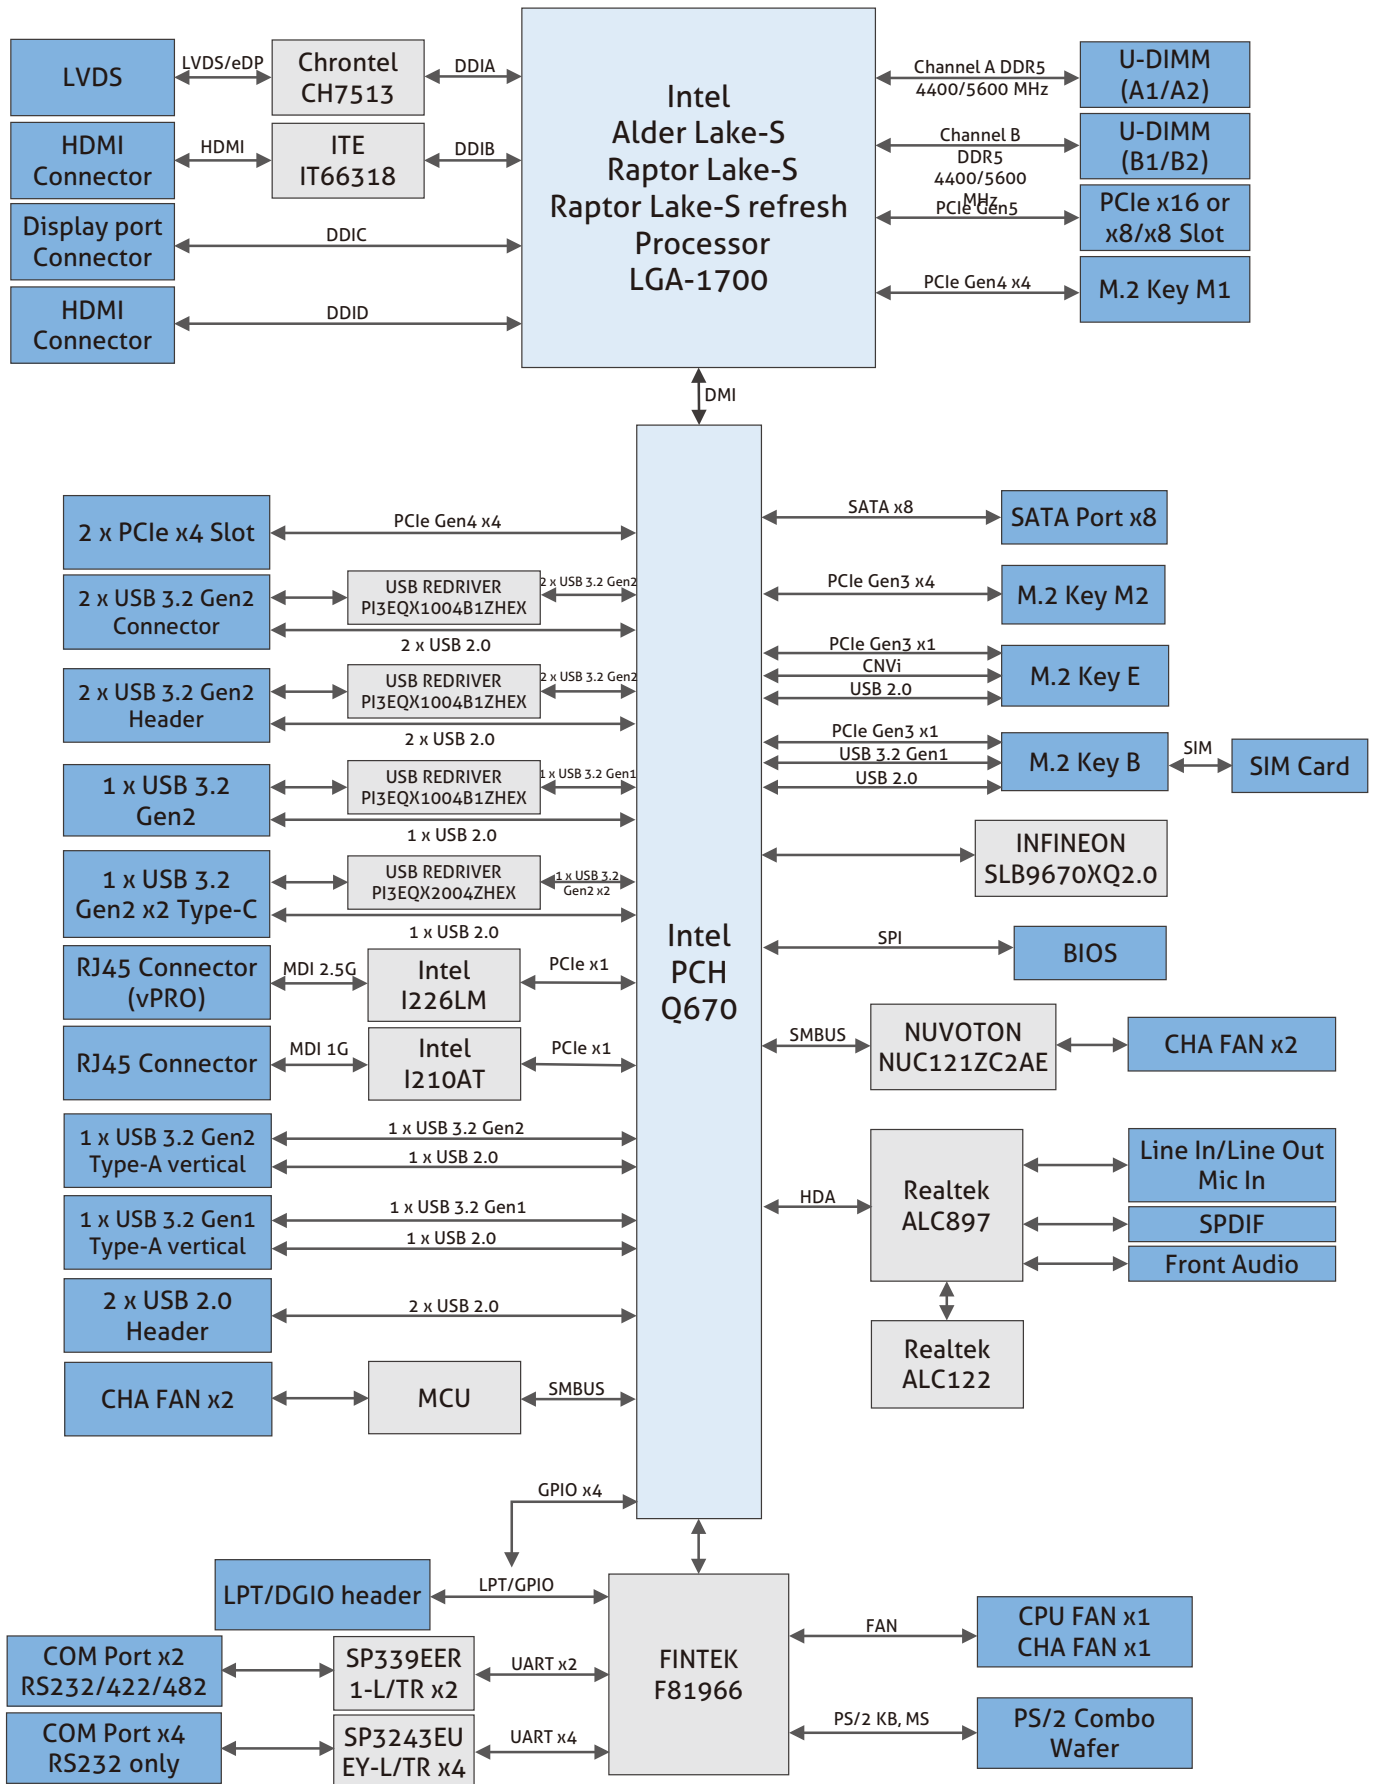 LVDS
LVDS/eDP
Chrontel
CH7513
DDIA
HDMI
Connector
HDMI
ITE
IT66318
DDIB
Display port
Connector
DDIC
HDMI
Connector
DDID
Intel
Alder Lake-S
Raptor Lake-S
Raptor Lake-S refresh
Processor
LGA-1700
Channel A DDR5
4400/5600 MHz
U-DIMM
(A1/A2)
Channel B
DDR5
4400/5600
MHz
U-DIMM
(B1/B2)
PCIe Gen5
PCIe x16 or
x8/x8 Slot
PCIe Gen4 x4
M.2 Key M1
DMI
Intel
PCH
Q670
2 x PCIe x4 Slot
PCIe Gen4 x4
2 x USB 3.2 Gen2
Connector
USB REDRIVER
PI3EQX1004B1ZHEX
2 x USB 3.2 Gen2
2 x USB 2.0
2 x USB 3.2 Gen2
Header
USB REDRIVER
PI3EQX1004B1ZHEX
2 x USB 3.2 Gen2
2 x USB 2.0
1 x USB 3.2
Gen2
USB REDRIVER
PI3EQX1004B1ZHEX
1 x USB 3.2 Gen1
1 x USB 2.0
1 x USB 3.2
Gen2 x2 Type-C
USB REDRIVER
PI3EQX2004ZHEX
1 x USB 3.2
Gen2 x2
1 x USB 2.0
RJ45 Connector
(vPRO)
MDI 2.5G
Intel
I226LM
PCIe x1
RJ45 Connector
MDI 1G
Intel
I210AT
PCIe x1
1 x USB 3.2 Gen2
Type-A vertical
1 x USB 3.2 Gen2
1 x USB 2.0
1 x USB 3.2 Gen1
Type-A vertical
1 x USB 3.2 Gen1
1 x USB 2.0
2 x USB 2.0
Header
2 x USB 2.0
CHA FAN x2
MCU
SMBUS
SATA x8
SATA Port x8
PCIe Gen3 x4
M.2 Key M2
PCIe Gen3 x1
CNVi
USB 2.0
M.2 Key E
PCIe Gen3 x1
USB 3.2 Gen1
USB 2.0
M.2 Key B
SIM
SIM Card
INFINEON
SLB9670XQ2.0
SPI
BIOS
SMBUS
NUVOTON
NUC121ZC2AE
CHA FAN x2
HDA
Realtek
ALC897
Line In/Line Out
Mic In
SPDIF
Front Audio
Realtek
ALC122
GPIO x4
LPT/DGIO header
LPT/GPIO
FINTEK
F81966
COM Port x2
RS232/422/482
SP339EER
1-L/TR x2
UART x2
COM Port x4
RS232 only
SP3243EU
EY-L/TR x4
UART x4
FAN
CPU FAN x1
CHA FAN x1
PS/2 KB, MS
PS/2 Combo
Wafer